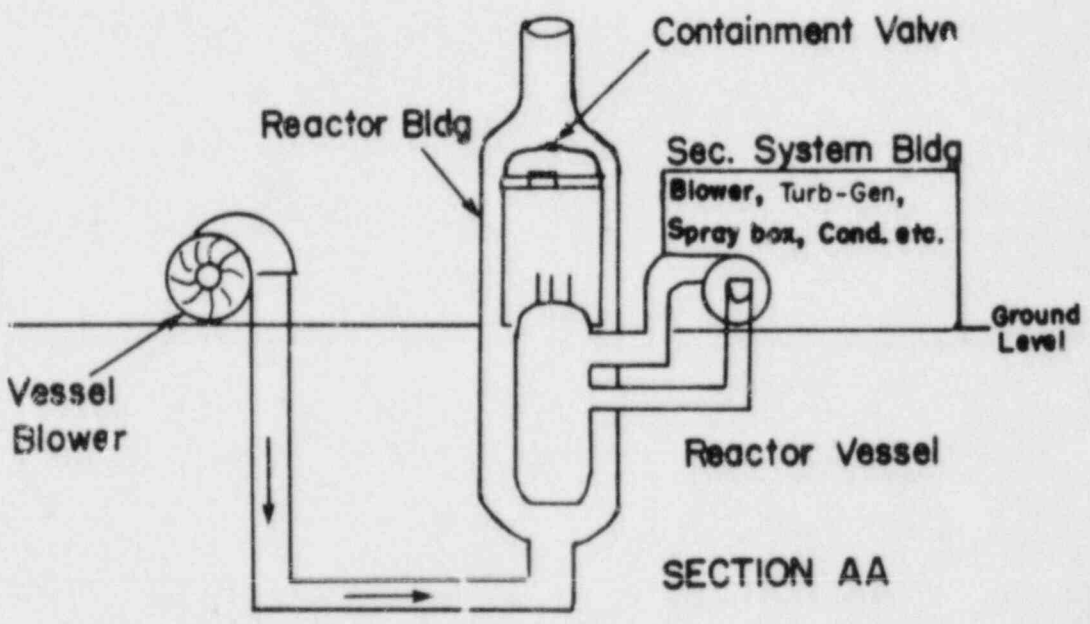 Containment Valve
Reactor Bldg
Sec. System Bldg
Blower, Turb-Gen,
Spray box, Cond. etc.
Ground
Level
Vessel
Blower
Reactor Vessel
SECTION AA